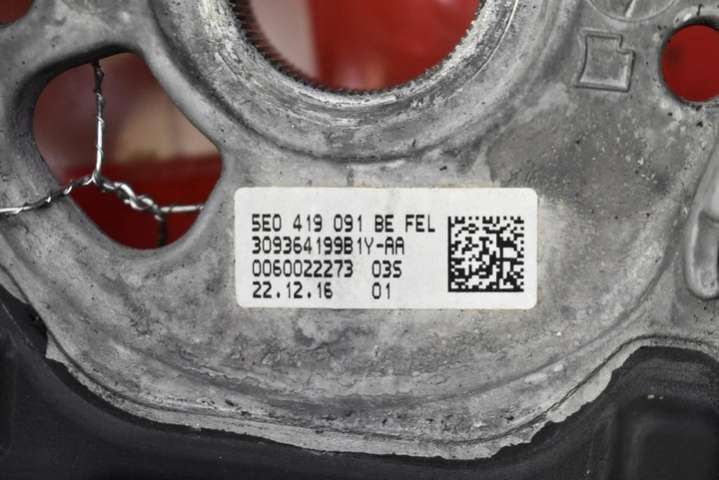 5E0 419 091 BE FEL
309364199B1Y-AA
0060022273 03S
22.12.16 01